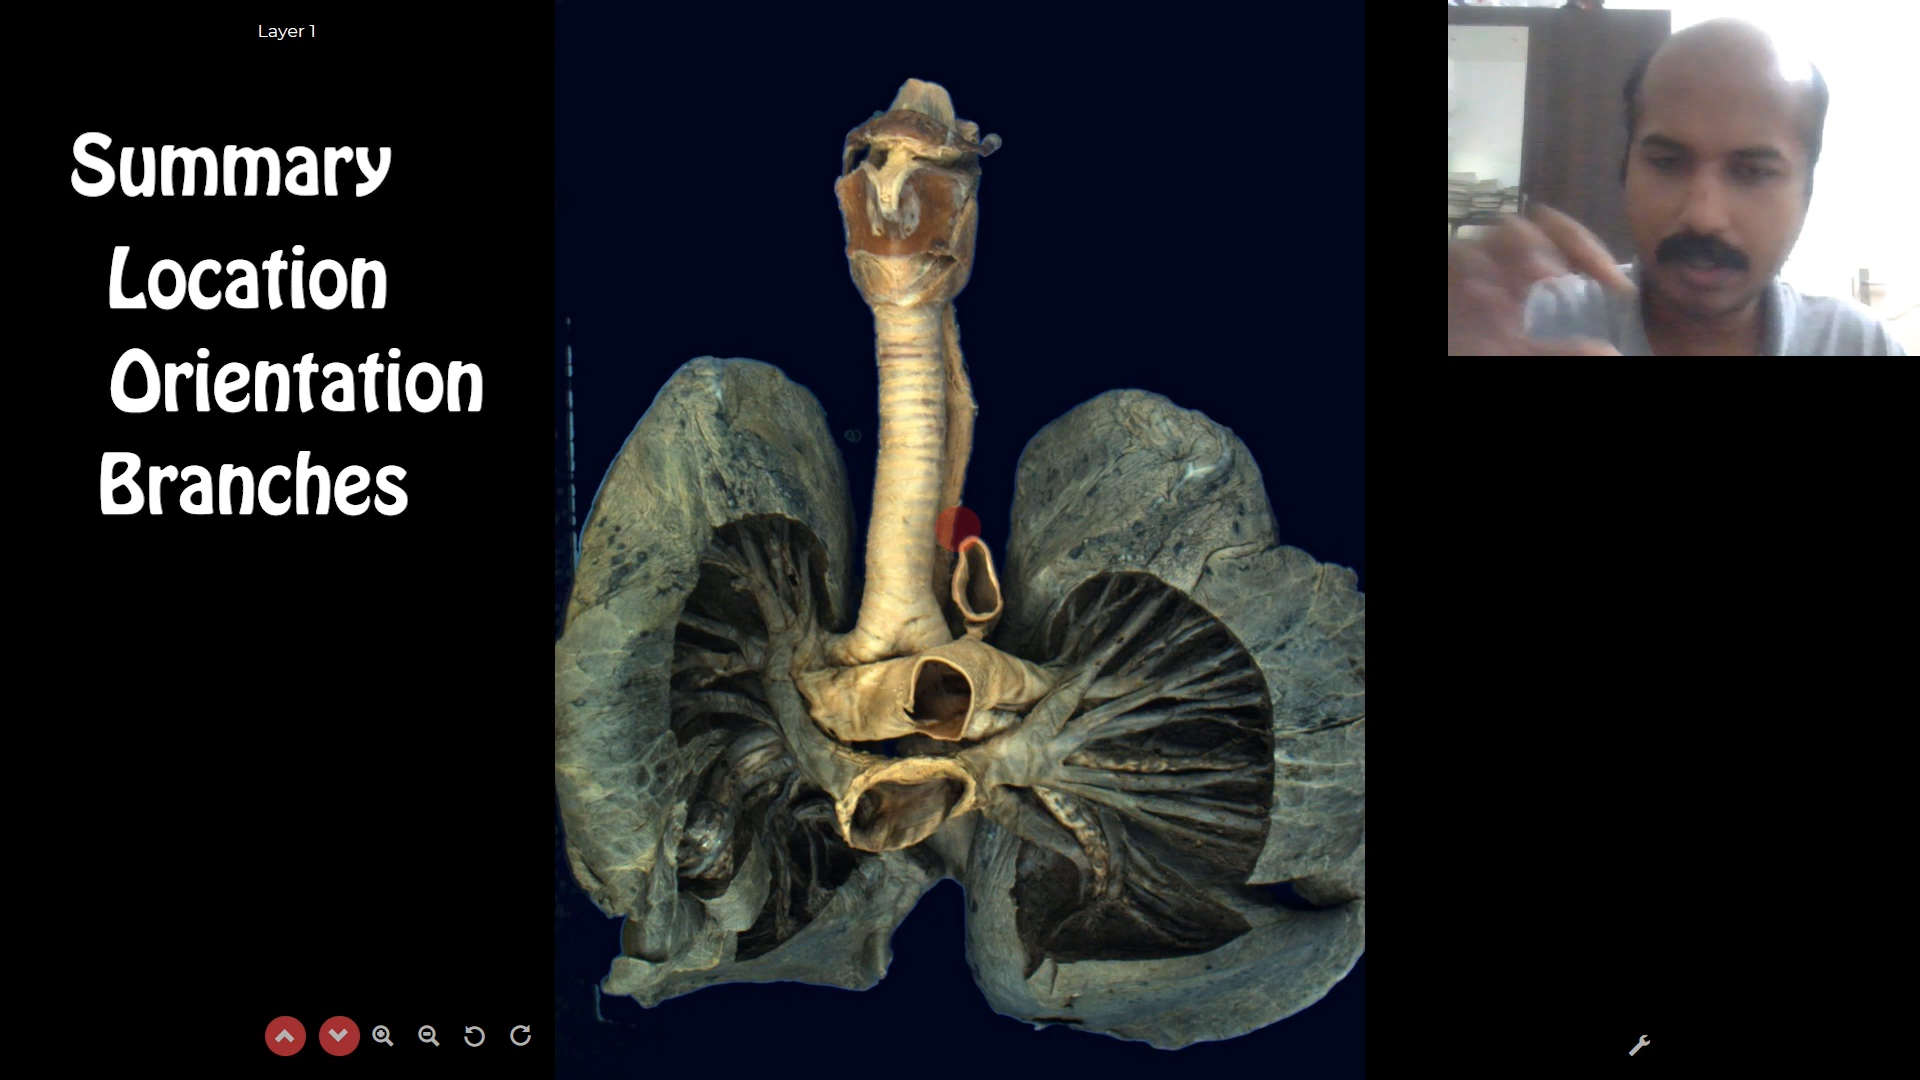 Layer 1
Summary
Location
Orientation
Branches